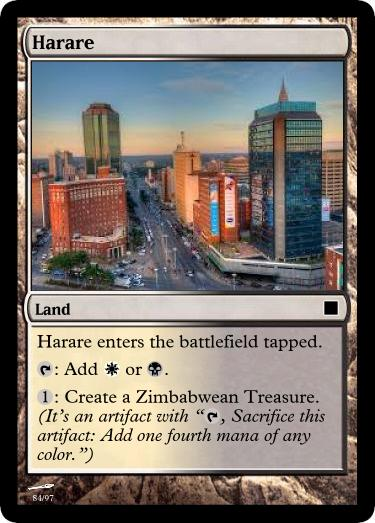 Harare
Land
Harare enters the battlefield tapped.
: Add or .
1: Create a Zimbabwean Treasure.
(It's an artifact with “, Sacrifice this
artifact: Add one fourth mana of any
color.”)
84/97